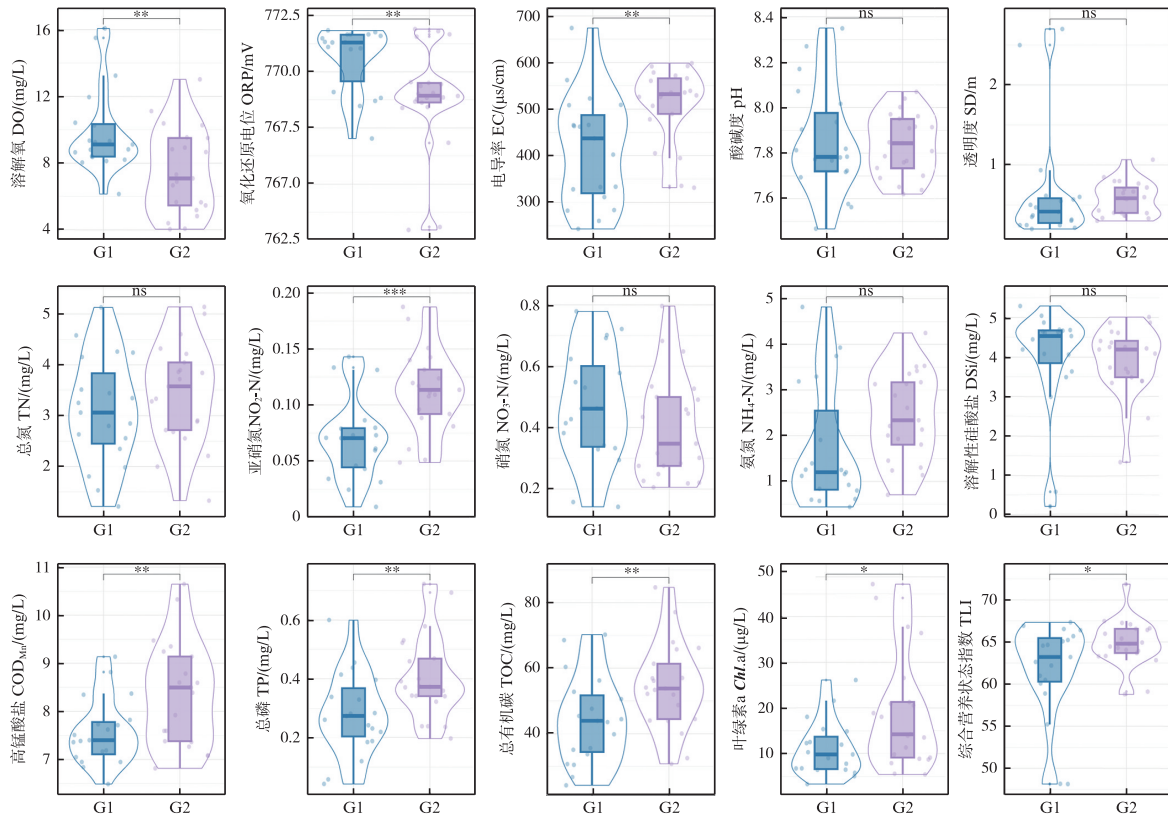 溶解氧 DO/(mg/L)
16
12
8
4
**
G1 G2
氧化还原电位 ORP/mV
772.5
770.0
767.5
767.0
765.0
762.5
**
G1 G2
电导率 EC/(μs/cm)
700
600
500
400
300
**
G1 G2
酸碱度 pH
8.4
8.2
8.0
7.8
7.6
ns
G1 G2
透明度 SD/m
2
1
ns
G1 G2
总氮 TN/(mg/L)
5
4
3
2
ns
G1 G2
亚硝氮NO₂-N/(mg/L)
0.20
0.15
0.10
0.05
0
***
G1 G2
硝氮 NO₃-N/(mg/L)
0.8
0.6
0.4
0.2
ns
G1 G2
氨氮 NH₄-N/(mg/L)
5
4
3
2
1
ns
G1 G2
溶解性硅酸盐 DSi/(mg/L)
5
4
3
2
1
0
ns
G1 G2
高锰酸盐 CODMn/(mg/L)
11
10
9
8
7
**
G1 G2
总磷 TP/(mg/L)
0.6
0.4
0.2
**
G1 G2
总有机碳 TOC/(mg/L)
80
60
40
**
G1 G2
叶绿素a Chl.a/(μg/L)
50
40
30
20
10
*
G1 G2
综合营养状态指数 TLI
70
65
60
55
50
*
G1 G2